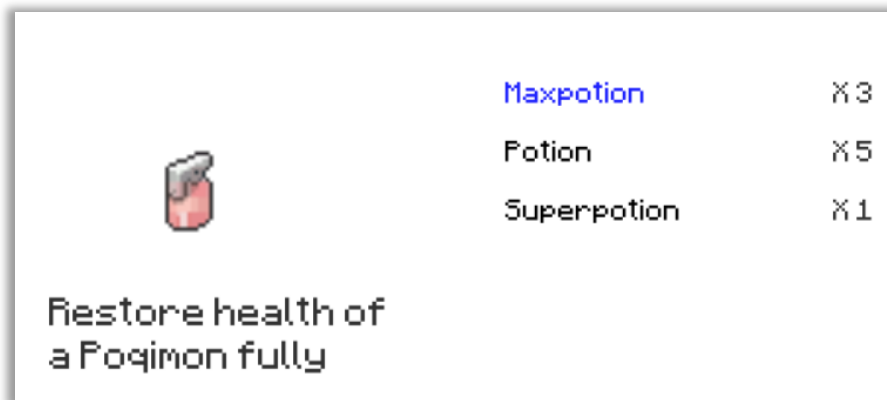 Maxpotion X3
Potion X5
Superpotion X1
Restore health of
a Poqimon fully